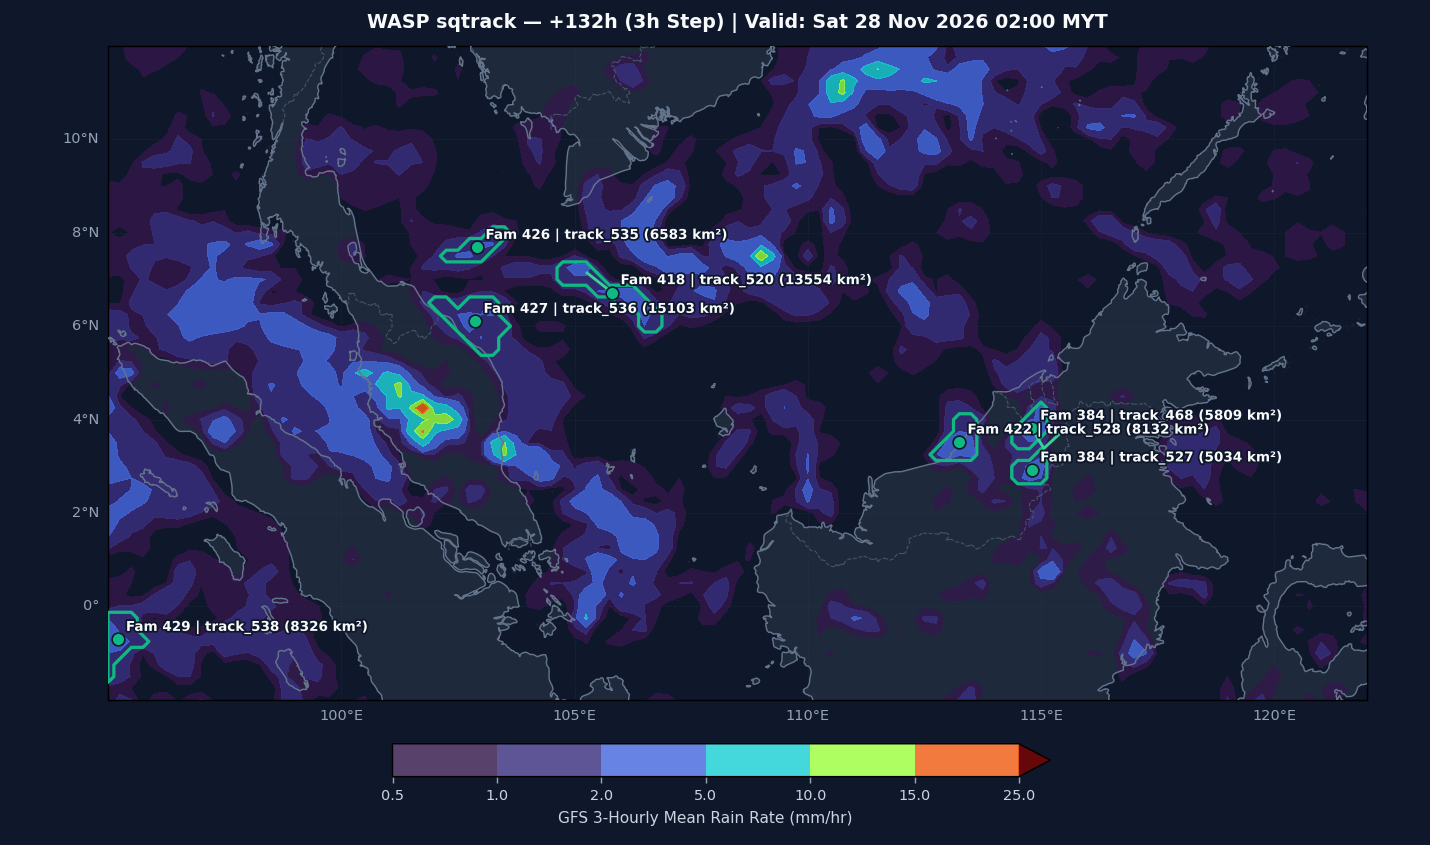 WASP sqtrack — +132h (3h Step) | Valid: Sat 28 Nov 2026 02:00 MYT
10°N
8°N
6°N
4°N
2°N
0°
Fam 426 | track_535 (6583 km²)
Fam 418 | track_520 (13554 km²)
Fam 427 | track_536 (15103 km²)
Fam 384 | track_468 (5809 km²)
Fam 422 | track_528 (8132 km²)
Fam 384 | track_527 (5034 km²)
Fam 429 | track_538 (8326 km²)
100°E 105°E 110°E 115°E 120°E
0.5 1.0 2.0 5.0 10.0 15.0 25.0
GFS 3-Hourly Mean Rain Rate (mm/hr)